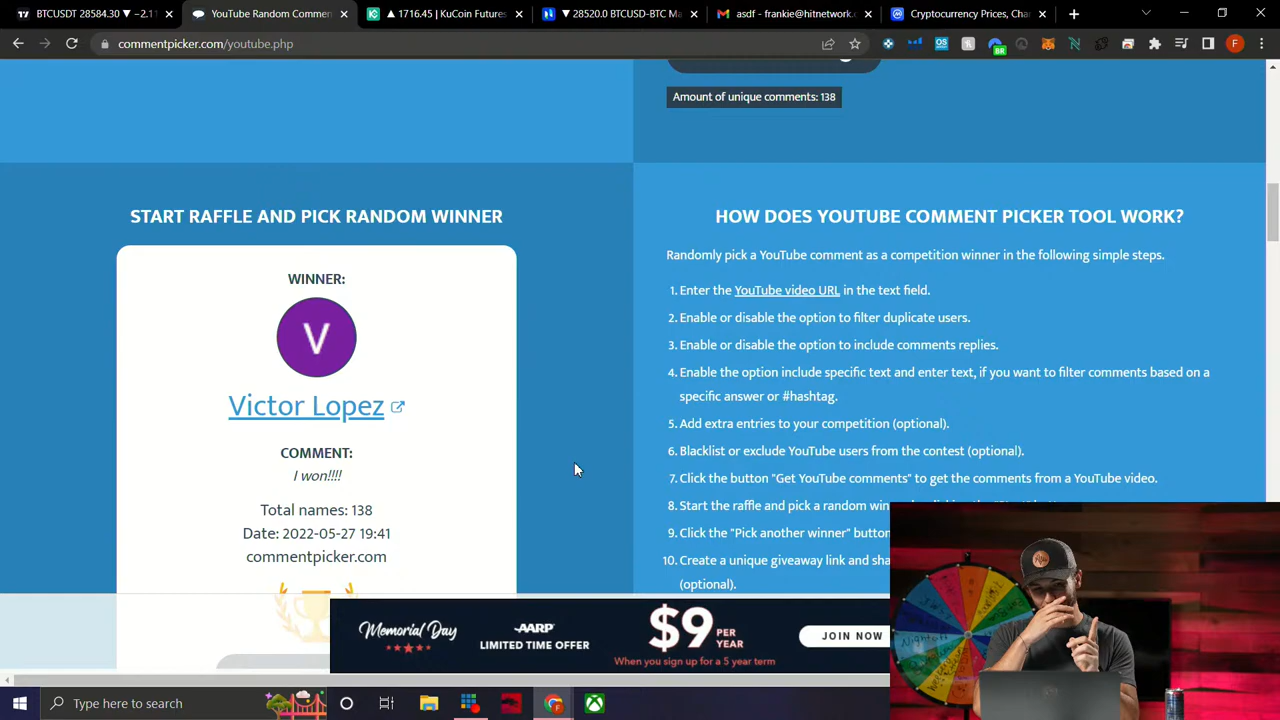 BTCUSDT 28584.30 ▼ −2.11
YouTube Random Commen
▲ 1716.45 | KuCoin Futures
▼ 28520.0 BTCUSD-BTC Ma
asdf - frankie@hitnetwork.c
Cryptocurrency Prices, Cha
commentpicker.com/youtube.php
BR
F
Amount of unique comments: 138
START RAFFLE AND PICK RANDOM WINNER
WINNER:
V
Victor Lopez
COMMENT:
I won!!!!
Total names: 138
Date: 2022-05-27 19:41
commentpicker.com
HOW DOES YOUTUBE COMMENT PICKER TOOL WORK?
Randomly pick a YouTube comment as a competition winner in the following simple steps.
1. Enter the YouTube video URL in the text field.
2. Enable or disable the option to filter duplicate users.
3. Enable or disable the option to include comments replies.
4. Enable the option include specific text and enter text, if you want to filter comments based on a
specific answer or #hashtag.
5. Add extra entries to your competition (optional).
6. Blacklist or exclude YouTube users from the contest (optional).
7. Click the button "Get YouTube comments" to get the comments from a YouTube video.
8. Start the raffle and pick a random win
9. Click the "Pick another winner" button
10. Create a unique giveaway link and sha
(optional).
Memorial Day
AARP
LIMITED TIME OFFER
$9 PER YEAR
When you sign up for a 5 year term
JOIN NOW
Type here to search